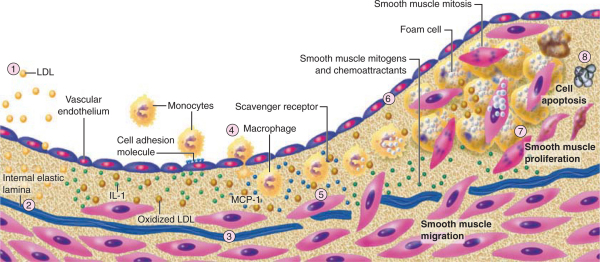 Smooth muscle mitosis
Foam cell
Smooth muscle mitogens
and chemoattractants
1
LDL
8
Vascular
endothelium
Monocytes
Scavenger receptor
6
Cell
apoptosis
Cell adhesion
molecule
4
Macrophage
7
Smooth muscle
proliferation
Internal elastic
lamina
IL-1
MCP-1
5
2
Oxidized LDL
3
Smooth muscle
migration